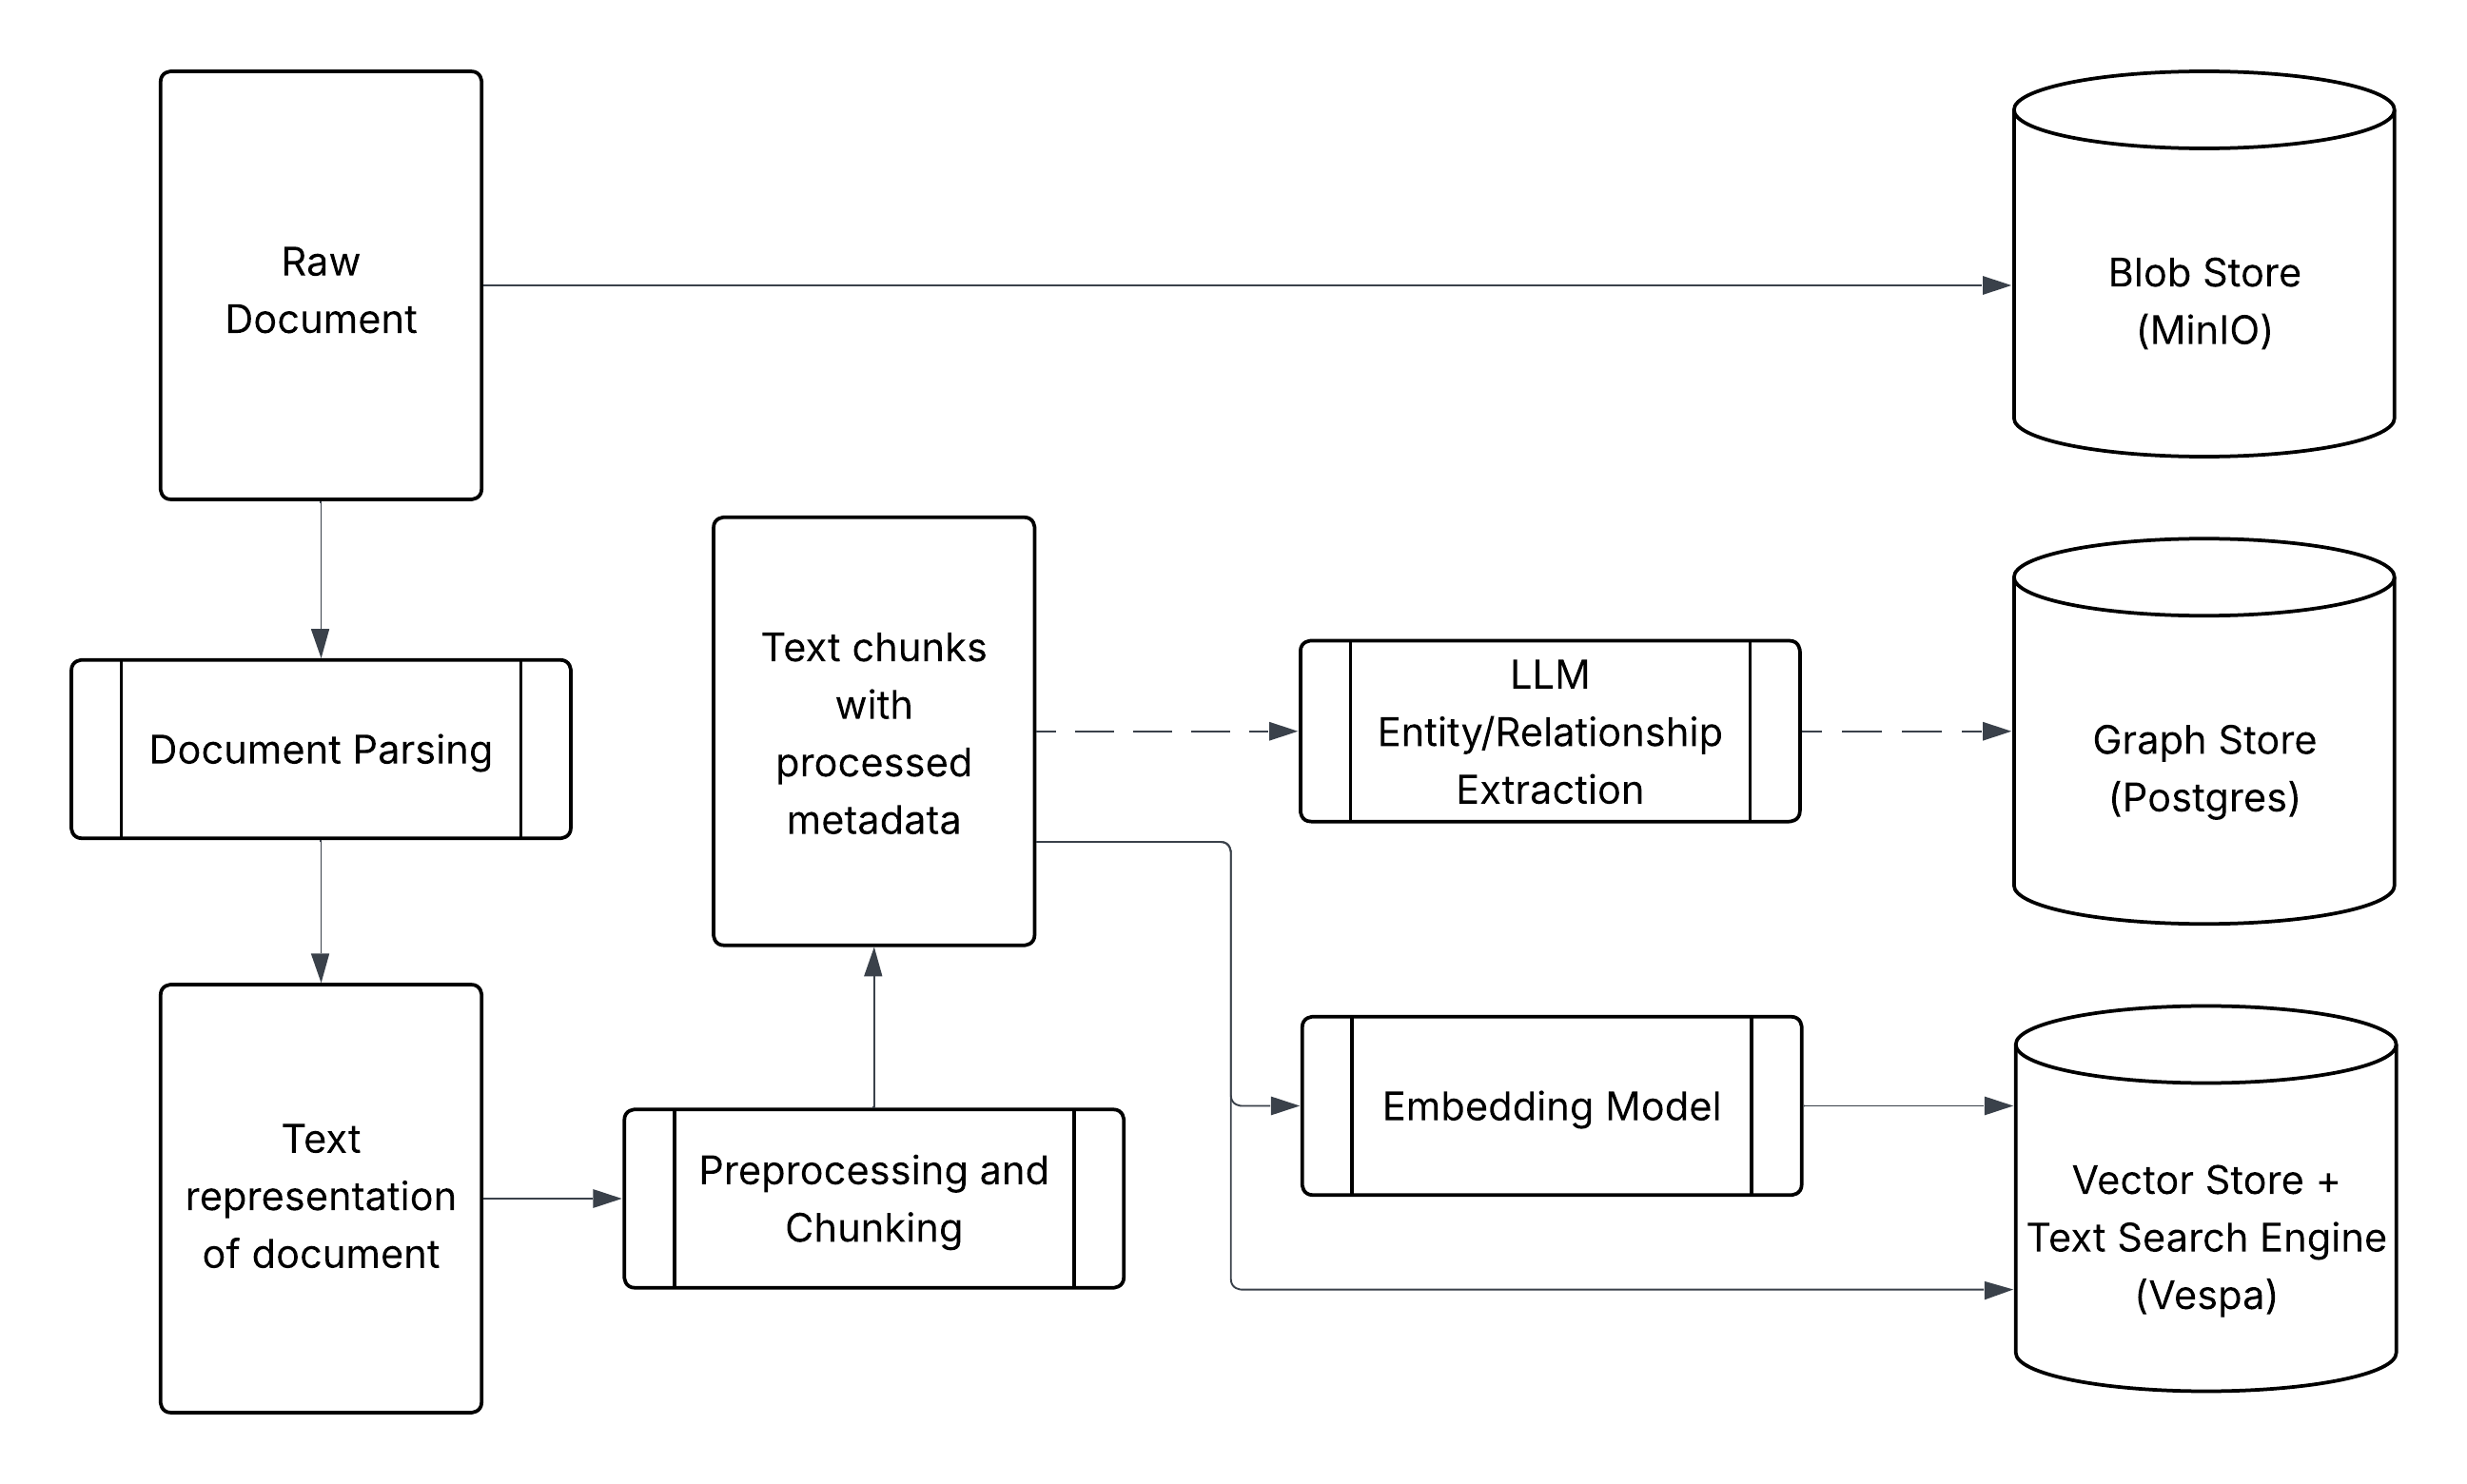 Raw
Document
Blob Store
(MinIO)
Document Parsing
Text chunks
with
processed
metadata
LLM
Entity/Relationship
Extraction
Graph Store
(Postgres)
Text
representation
of document
Preprocessing and
Chunking
Embedding Model
Vector Store +
Text Search Engine
(Vespa)